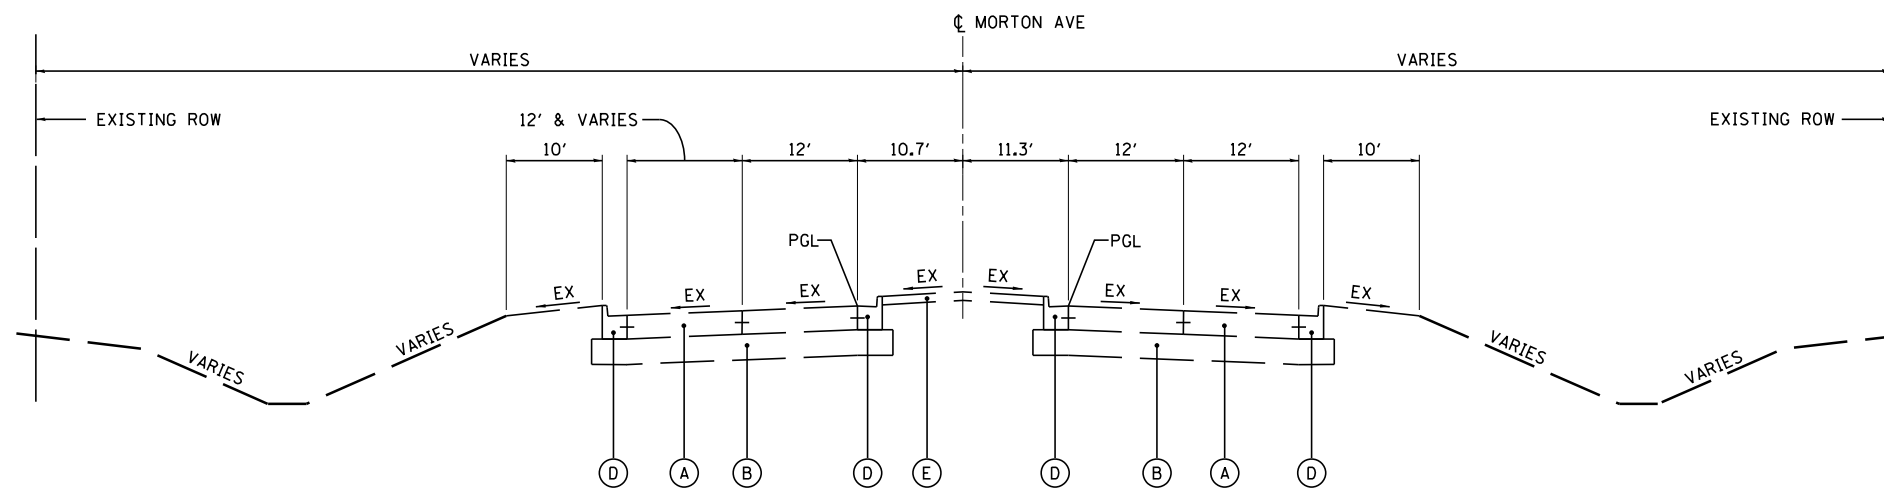 ℄ MORTON AVE
VARIES
VARIES
EXISTING ROW
12' & VARIES
EXISTING ROW
10'
12'
10.7'
11.3'
12'
12'
10'
PGL
PGL
EX
EX
EX
EX
EX
EX
EX
EX
VARIES
VARIES
VARIES
VARIES
D
A
B
D
E
D
B
A
D